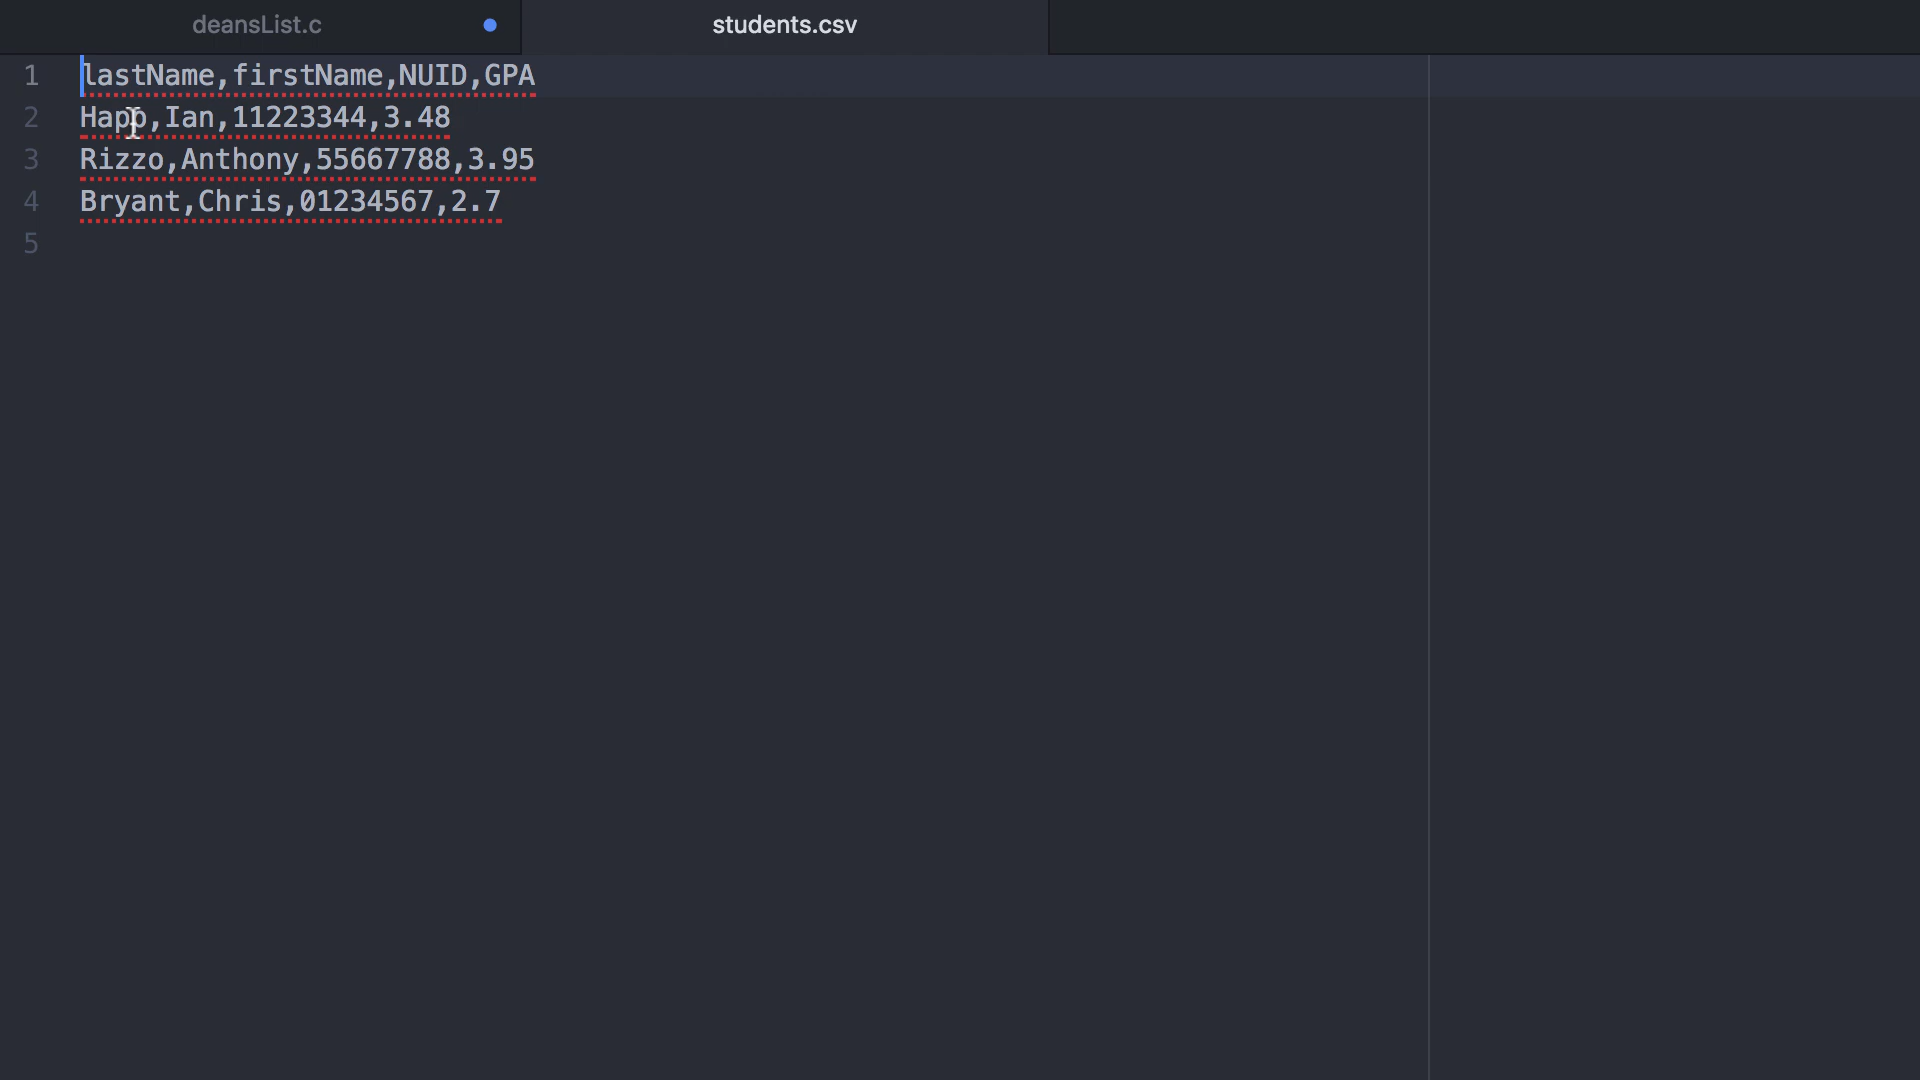 deansList.c
students.csv
1 lastName,firstName,NUID,GPA
2 Happ,Ian,11223344,3.48
3 Rizzo,Anthony,55667788,3.95
4 Bryant,Chris,01234567,2.7
5